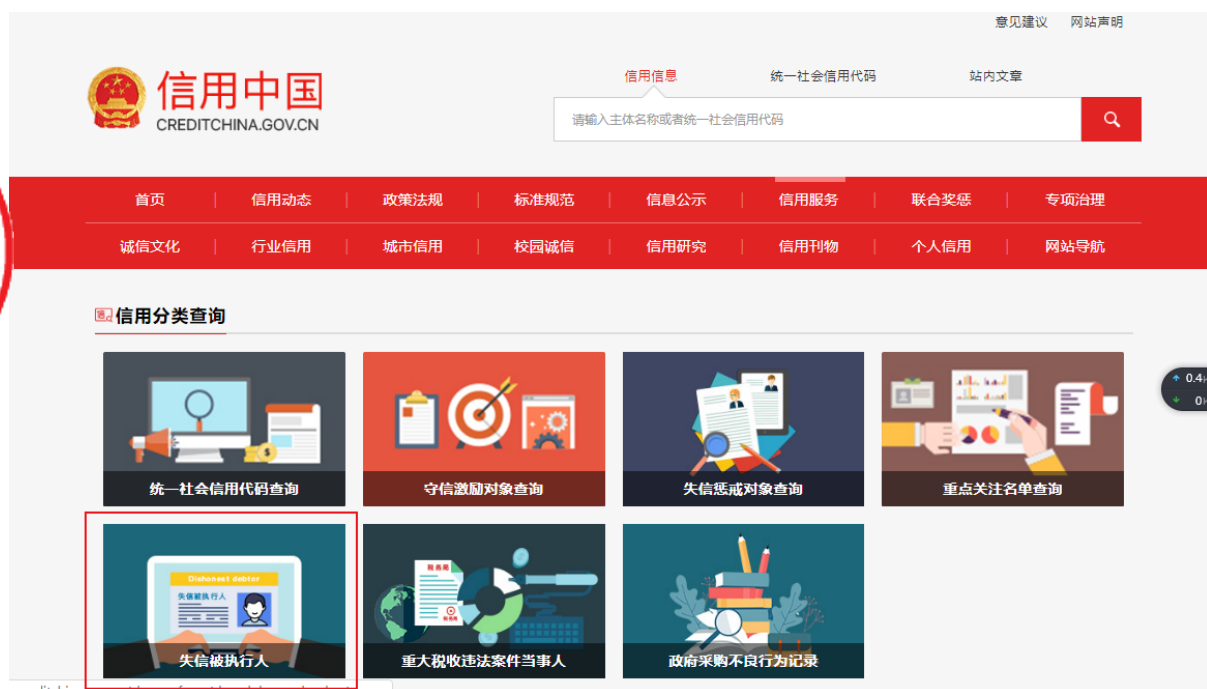 意见建议 网站声明
信用信息 统一社会信用代码 站内文章
信用中国
CREDITCHINA.GOV.CN
请输入主体名称或者统一社会信用代码
首页 信用动态 政策法规 标准规范 信息公示 信用服务 联合奖惩 专项治理
诚信文化 行业信用 城市信用 校园诚信 信用研究 信用刊物 个人信用 网站导航
信用分类查询
统一社会信用代码查询 守信激励对象查询 失信惩戒对象查询 重点关注名单查询
0.4
0
Dishonest debtor
失信被执行人
税务局
失信被执行人 重大税收违法案件当事人 政府采购不良行为记录